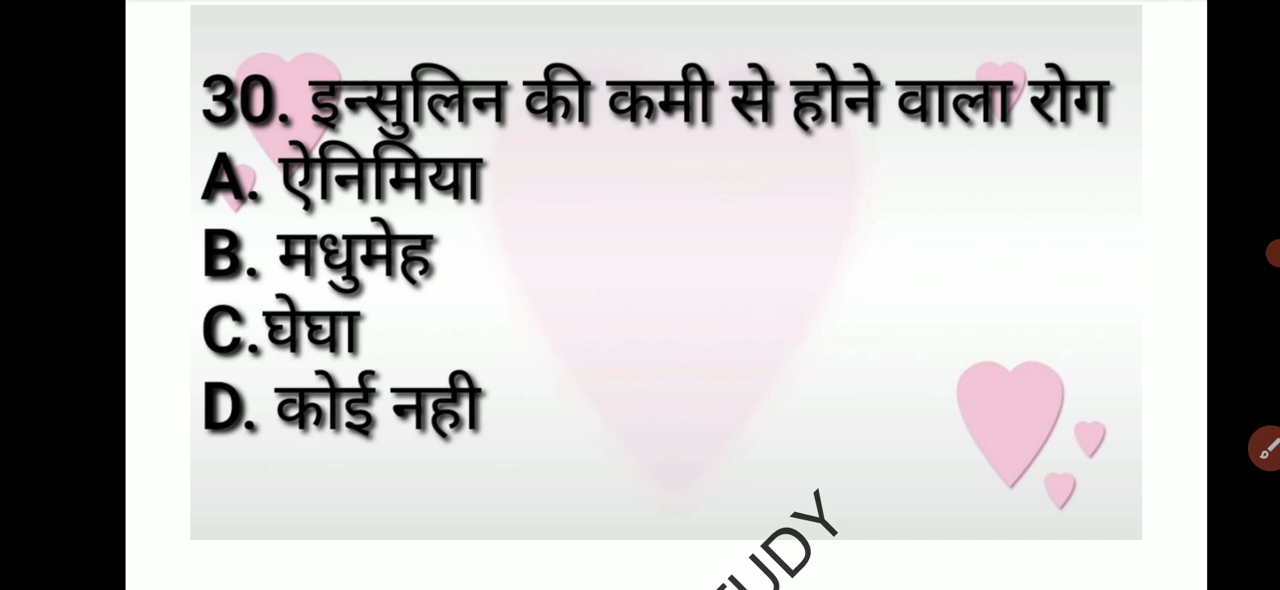 30. इन्सुलिन की कमी से होने वाला रोग
A. ऐनिमिया
B. मधुमेह
C.घेघा
D. कोई नही